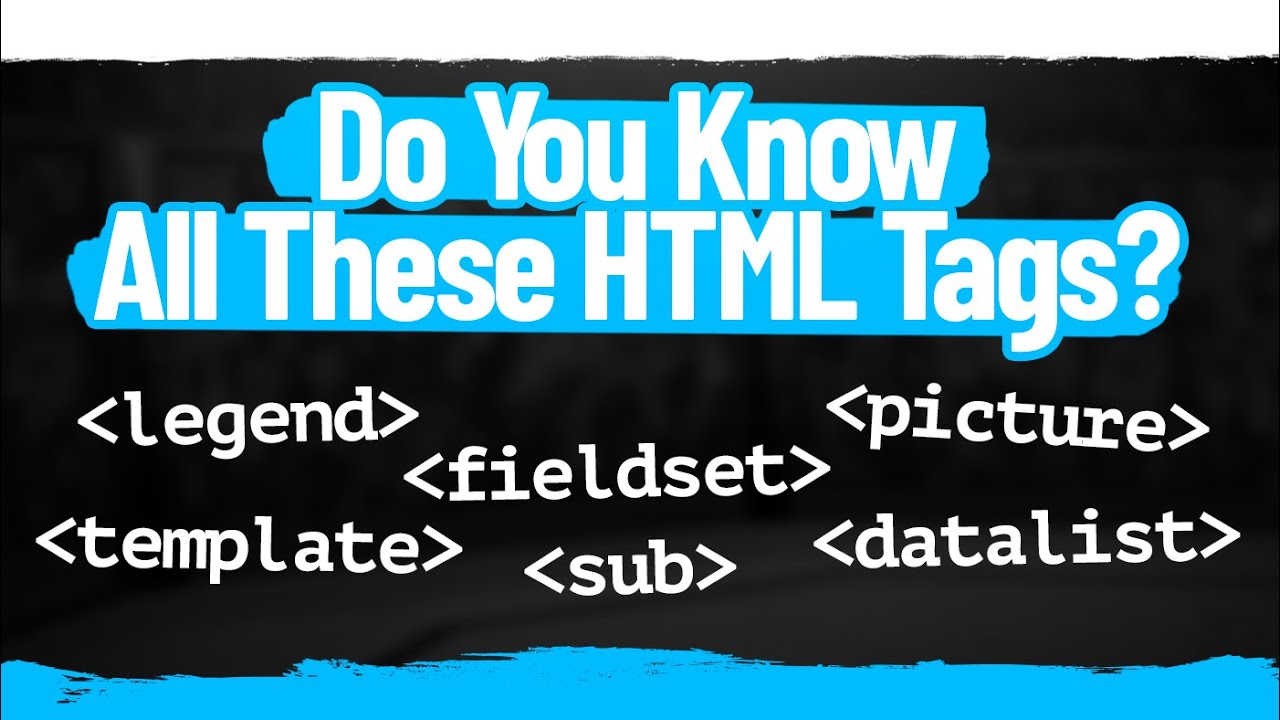 Do You Know
All These HTML Tags?
<legend>
<picture>
<fieldset>
<template>
<sub>
<datalist>